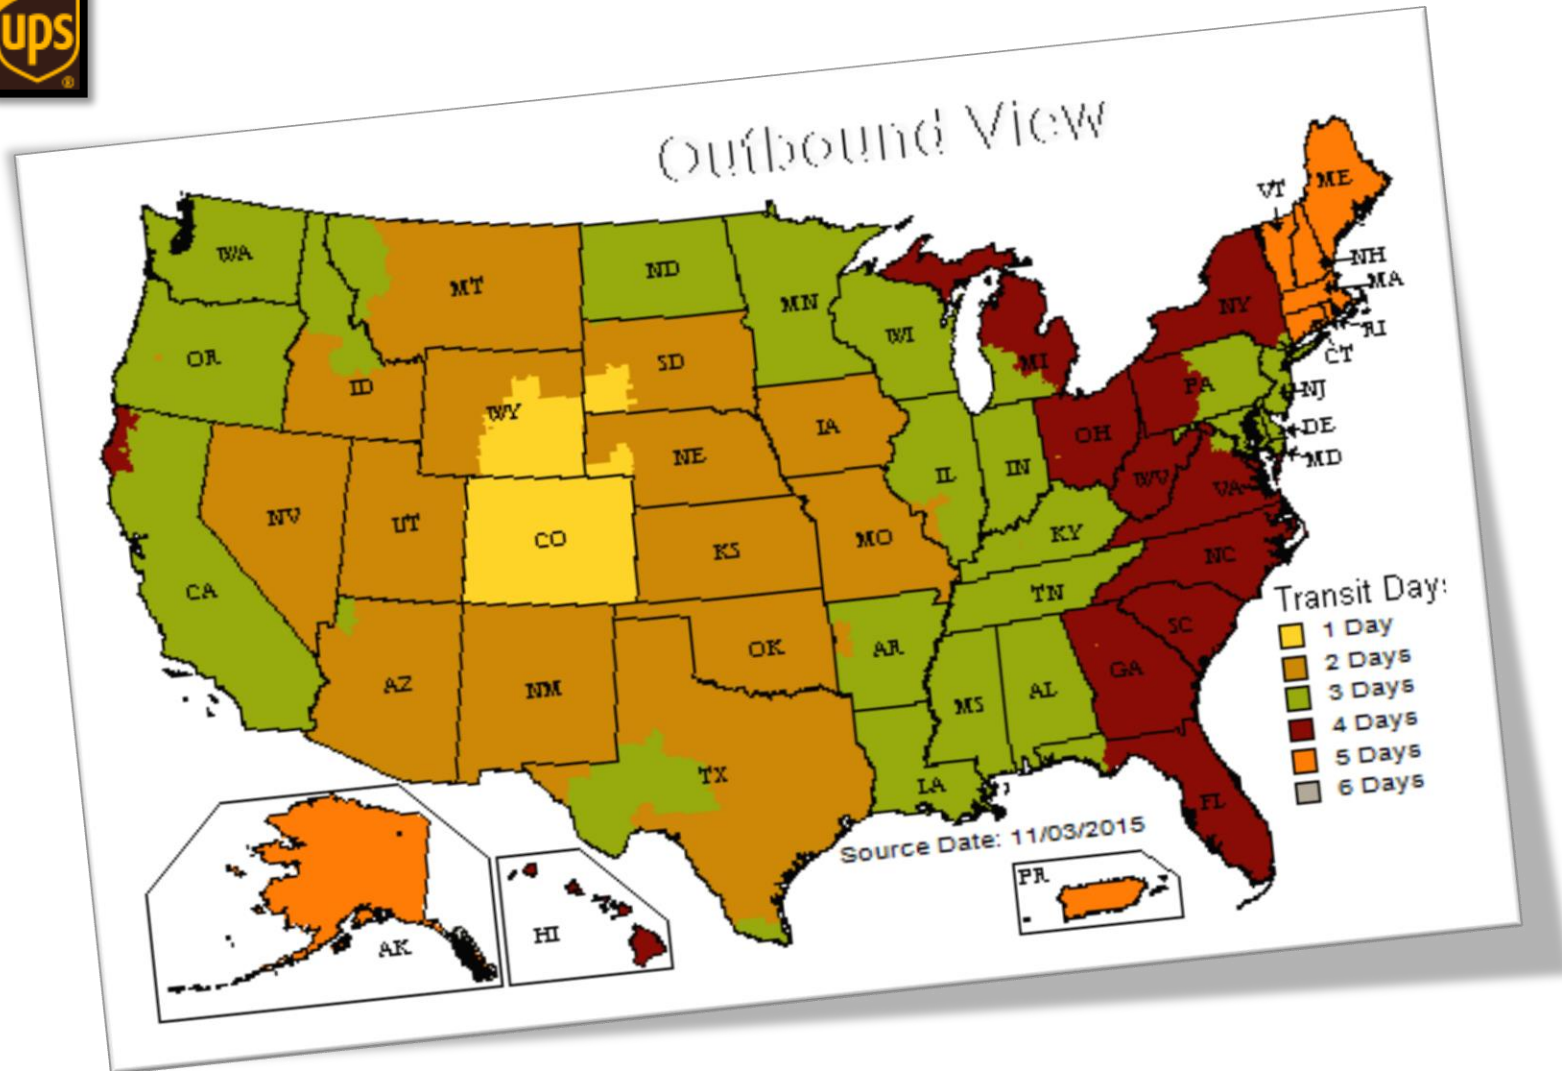 ups
®
Outbound View
VT
ME
WA
MT
ND
MN
NH
MA
OR
ID
SD
WI
MI
NY
RI
CT
WY
IA
PA
NJ
NE
IL
IN
OH
DE
MD
NV
UT
CO
KS
MO
KY
WV
VA
CA
TN
NC
AZ
NM
OK
AR
SC
MS
AL
GA
TX
LA
FL
Transit Day
1 Day
2 Days
3 Days
4 Days
5 Days
6 Days
Source Date: 11/03/2015
AK
HI
PR